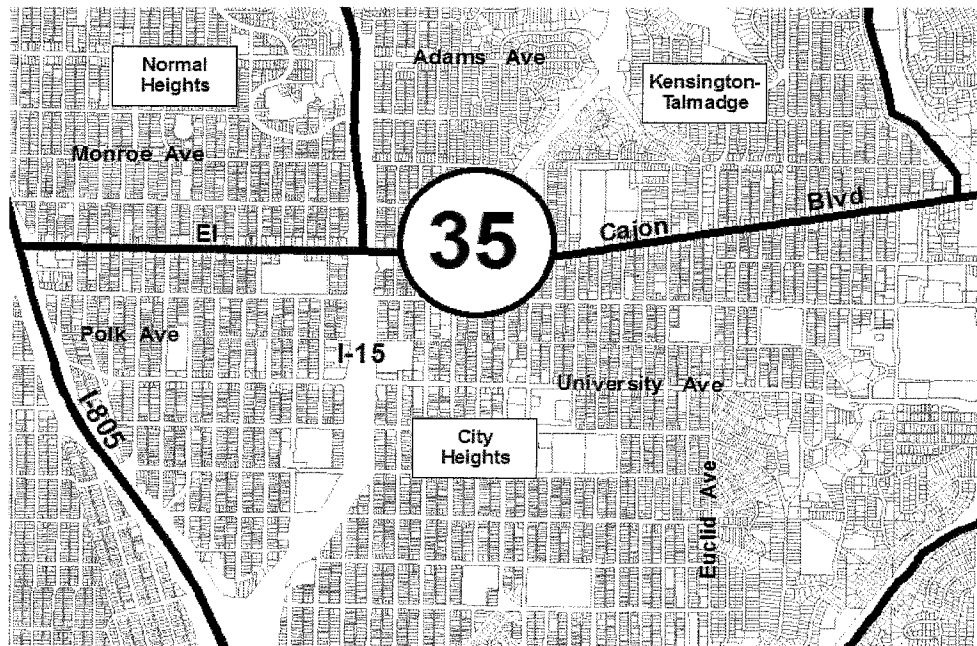 Normal
Heights
Adams Ave
Kensington-
Talmadge
Monroe Ave
El
35
Cajon
Blvd
Polk Ave
I-15
I-805
University Ave
City
Heights
Euclid Ave